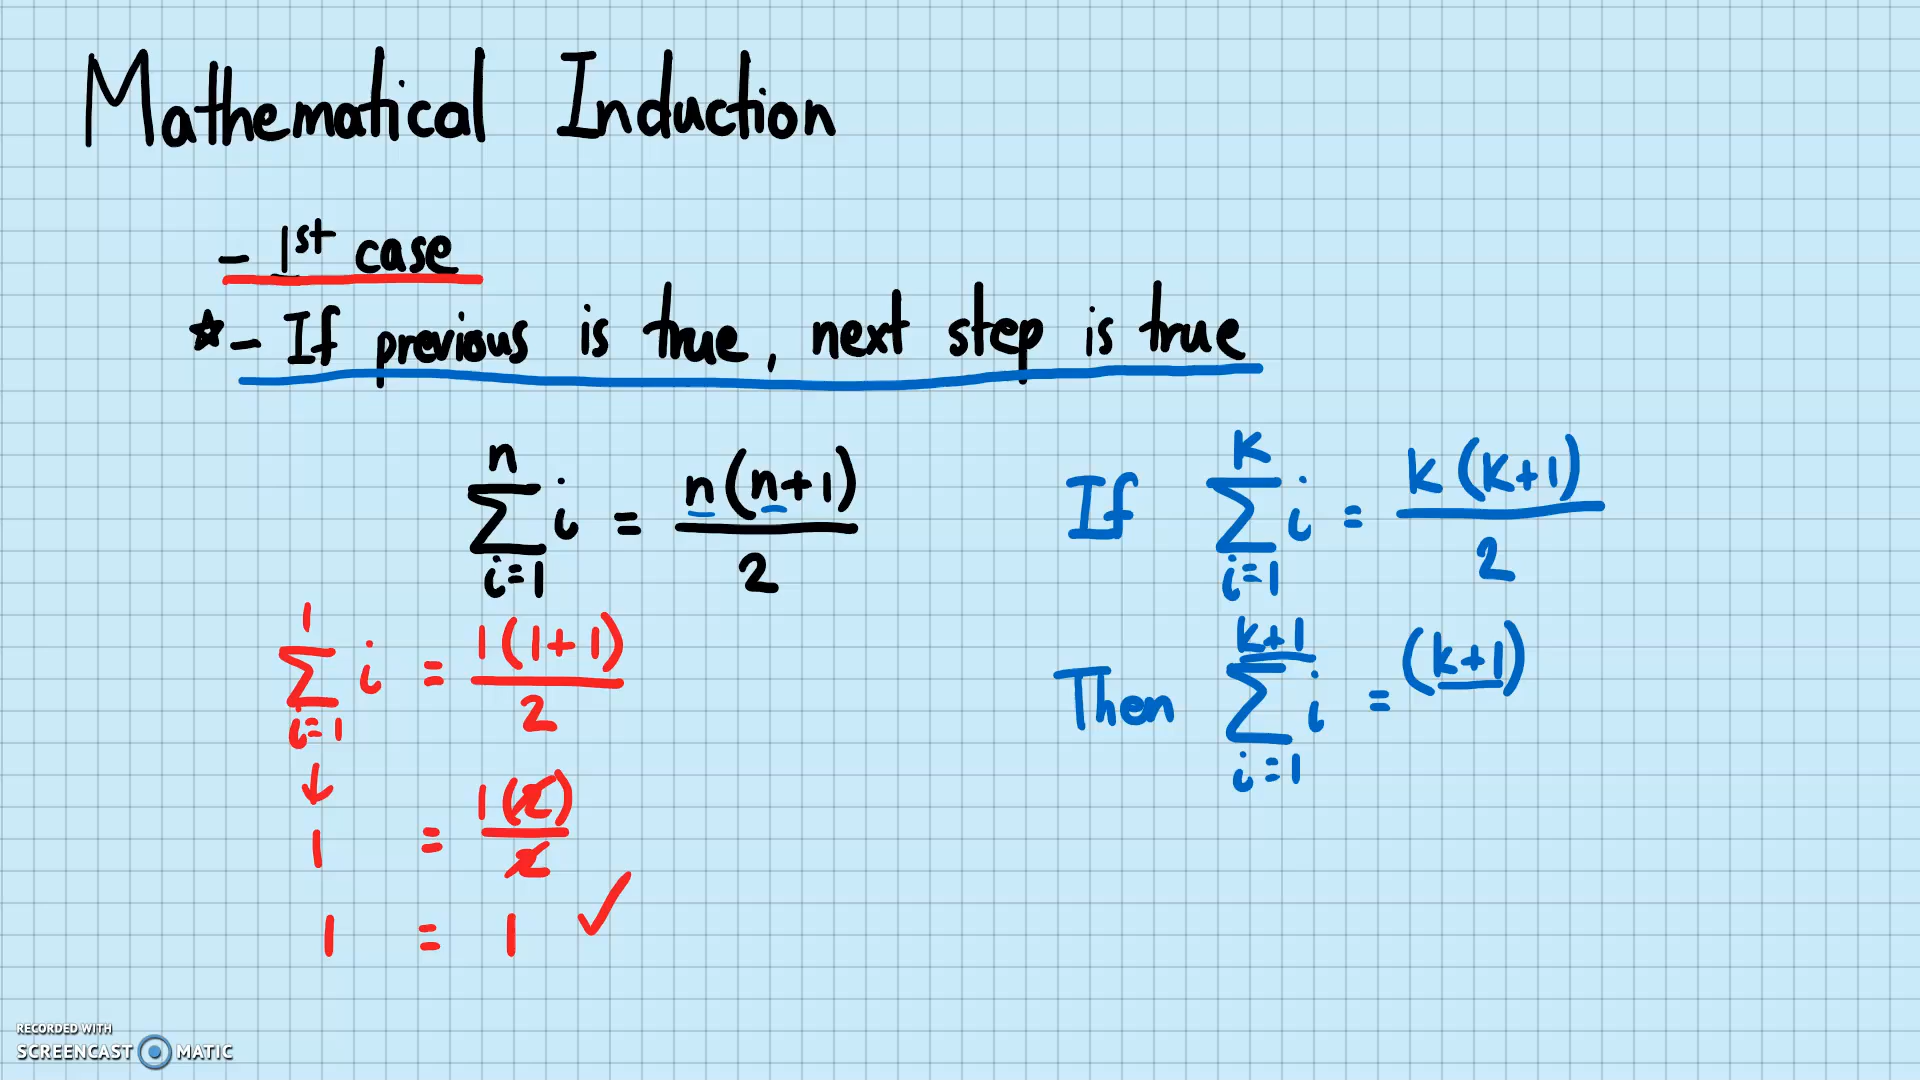 Mathematical Induction
- 1st case
☆- If previous is true, next step is true
n
∑ i = n(n+1)
i=1 2
1
∑ i = 1(1+1)
i=1 2
↓
1 = 1(2)
2
1 = 1 ✓
k
If ∑ i = k(k+1)
i=1 2
k+1
Then ∑ i = (k+1)
i=1
RECORDED WITH
SCREENCAST MATIC